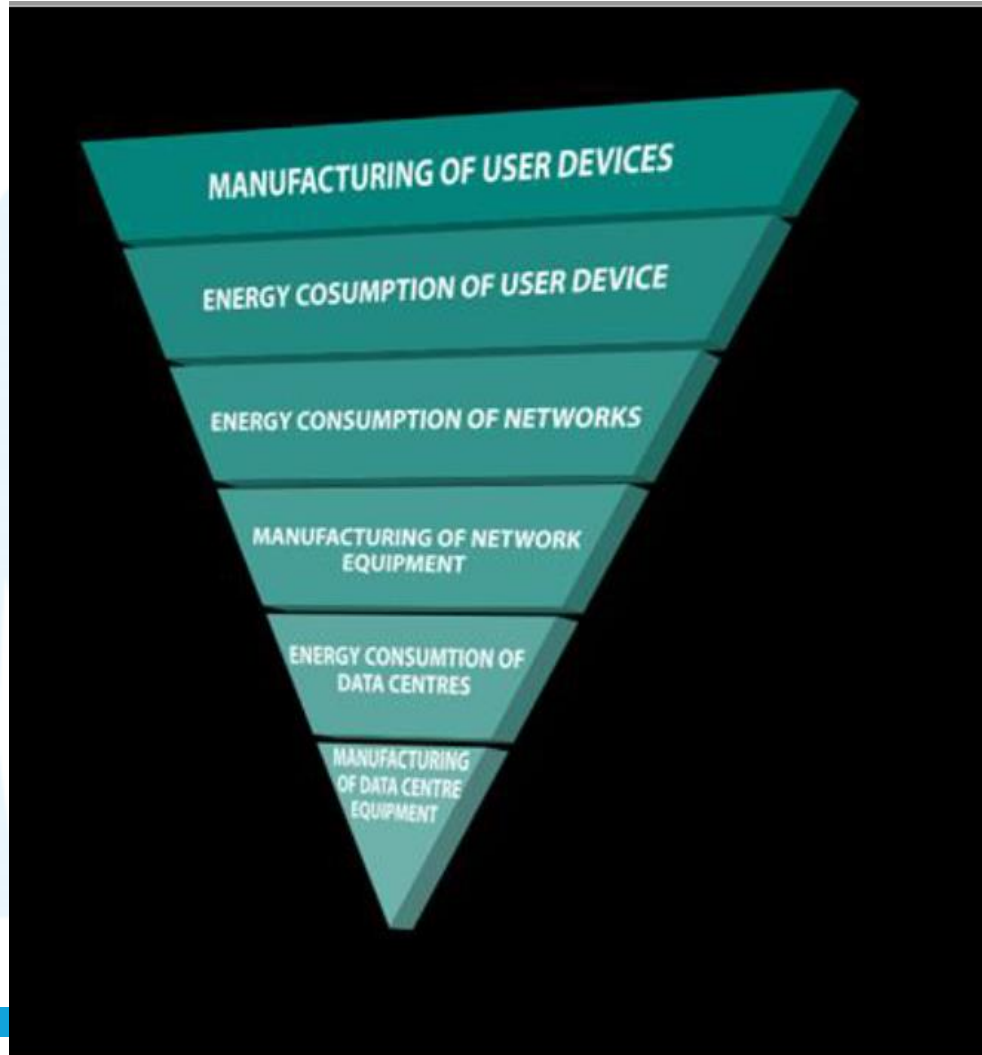 MANUFACTURING OF USER DEVICES
ENERGY COSUMPTION OF USER DEVICE
ENERGY CONSUMPTION OF NETWORKS
MANUFACTURING OF NETWORK
EQUIPMENT
ENERGY CONSUMTION OF
DATA CENTRES
MANUFACTURING
OF DATA CENTRE
EQUIPMENT